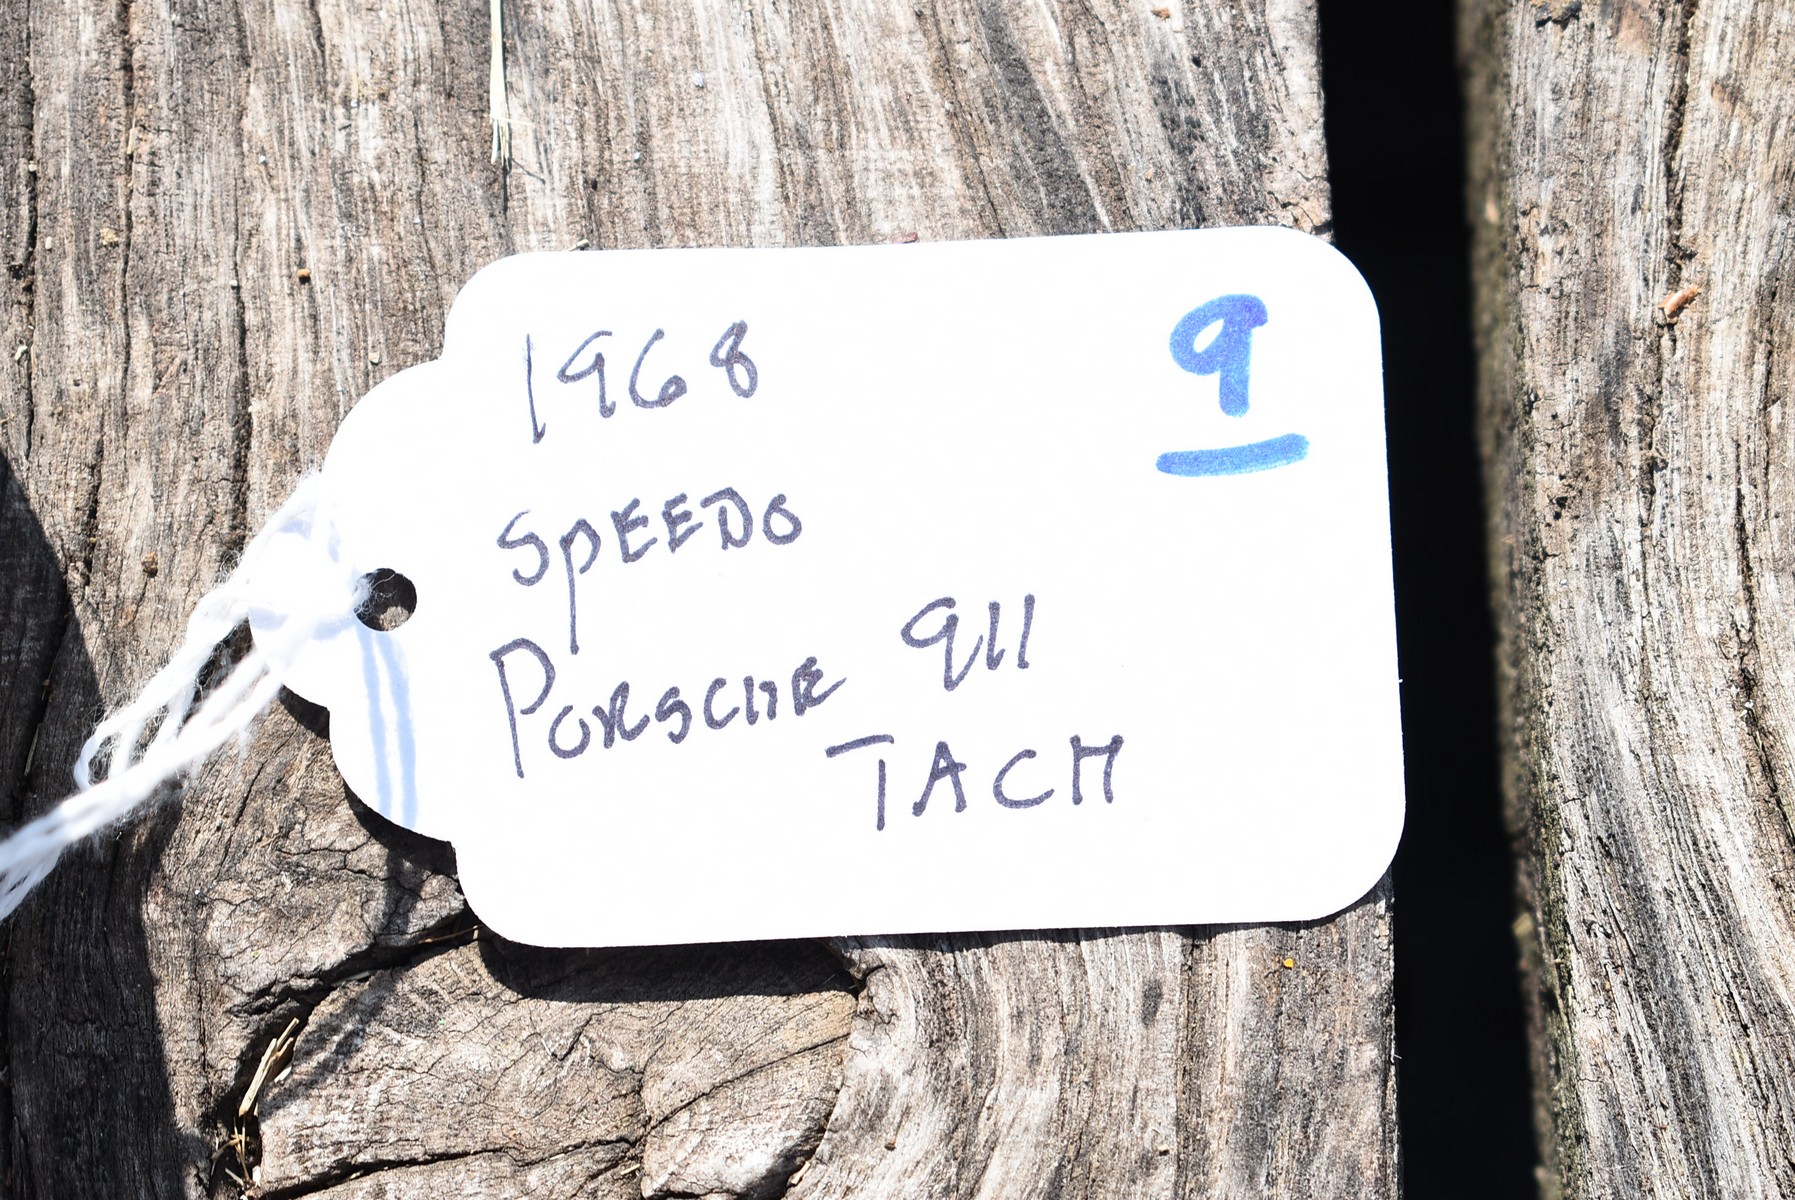 1968
9
SPEEDO
PORSCHE 911
TACH